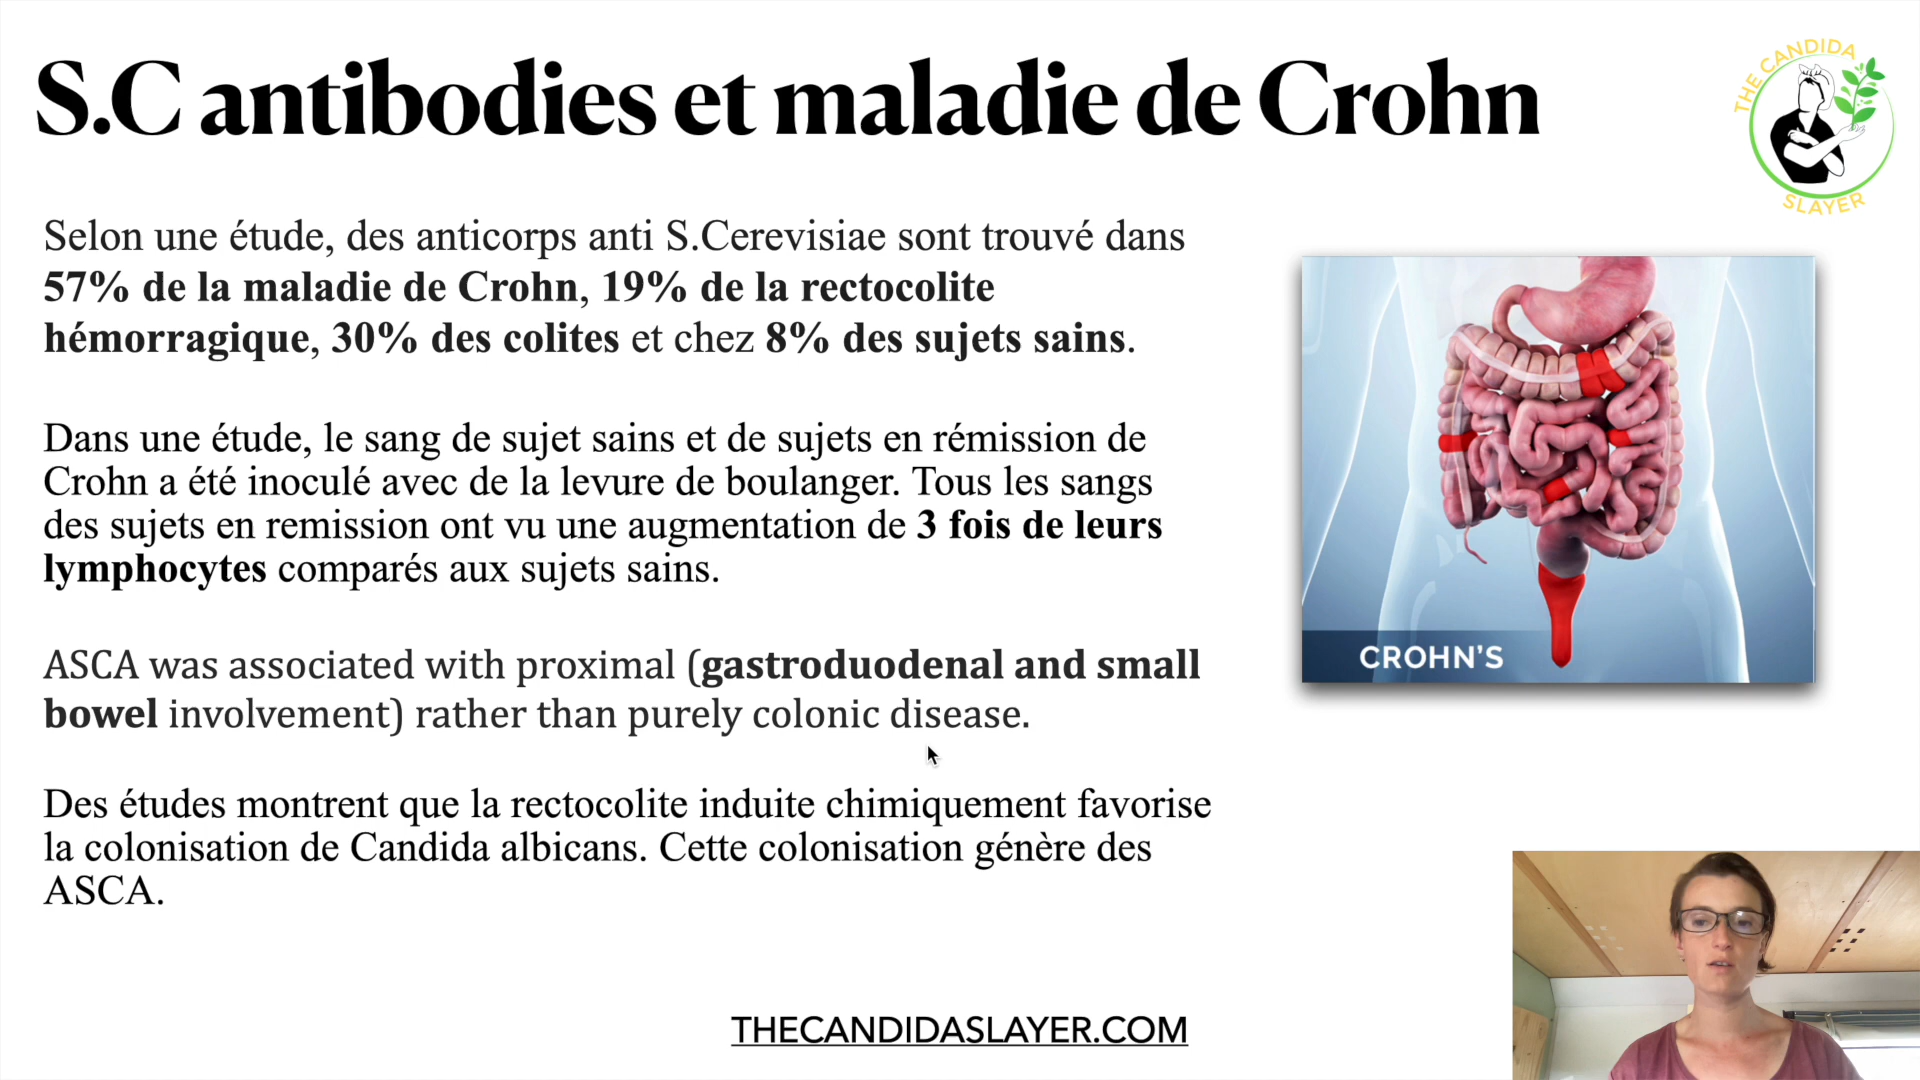 S.C antibodies et maladie de Crohn
THE CANDIDA
SLAYER
Selon une étude, des anticorps anti S.Cerevisiae sont trouvé dans
57% de la maladie de Crohn, 19% de la rectocolite
hémorragique, 30% des colites et chez 8% des sujets sains.
Dans une étude, le sang de sujet sains et de sujets en rémission de
Crohn a été inoculé avec de la levure de boulanger. Tous les sangs
des sujets en remission ont vu une augmentation de 3 fois de leurs
lymphocytes comparés aux sujets sains.
ASCA was associated with proximal (gastroduodenal and small
bowel involvement) rather than purely colonic disease.
Des études montrent que la rectocolite induite chimiquement favorise
la colonisation de Candida albicans. Cette colonisation génère des
ASCA.
CROHN'S
THECANDIDASLAYER.COM